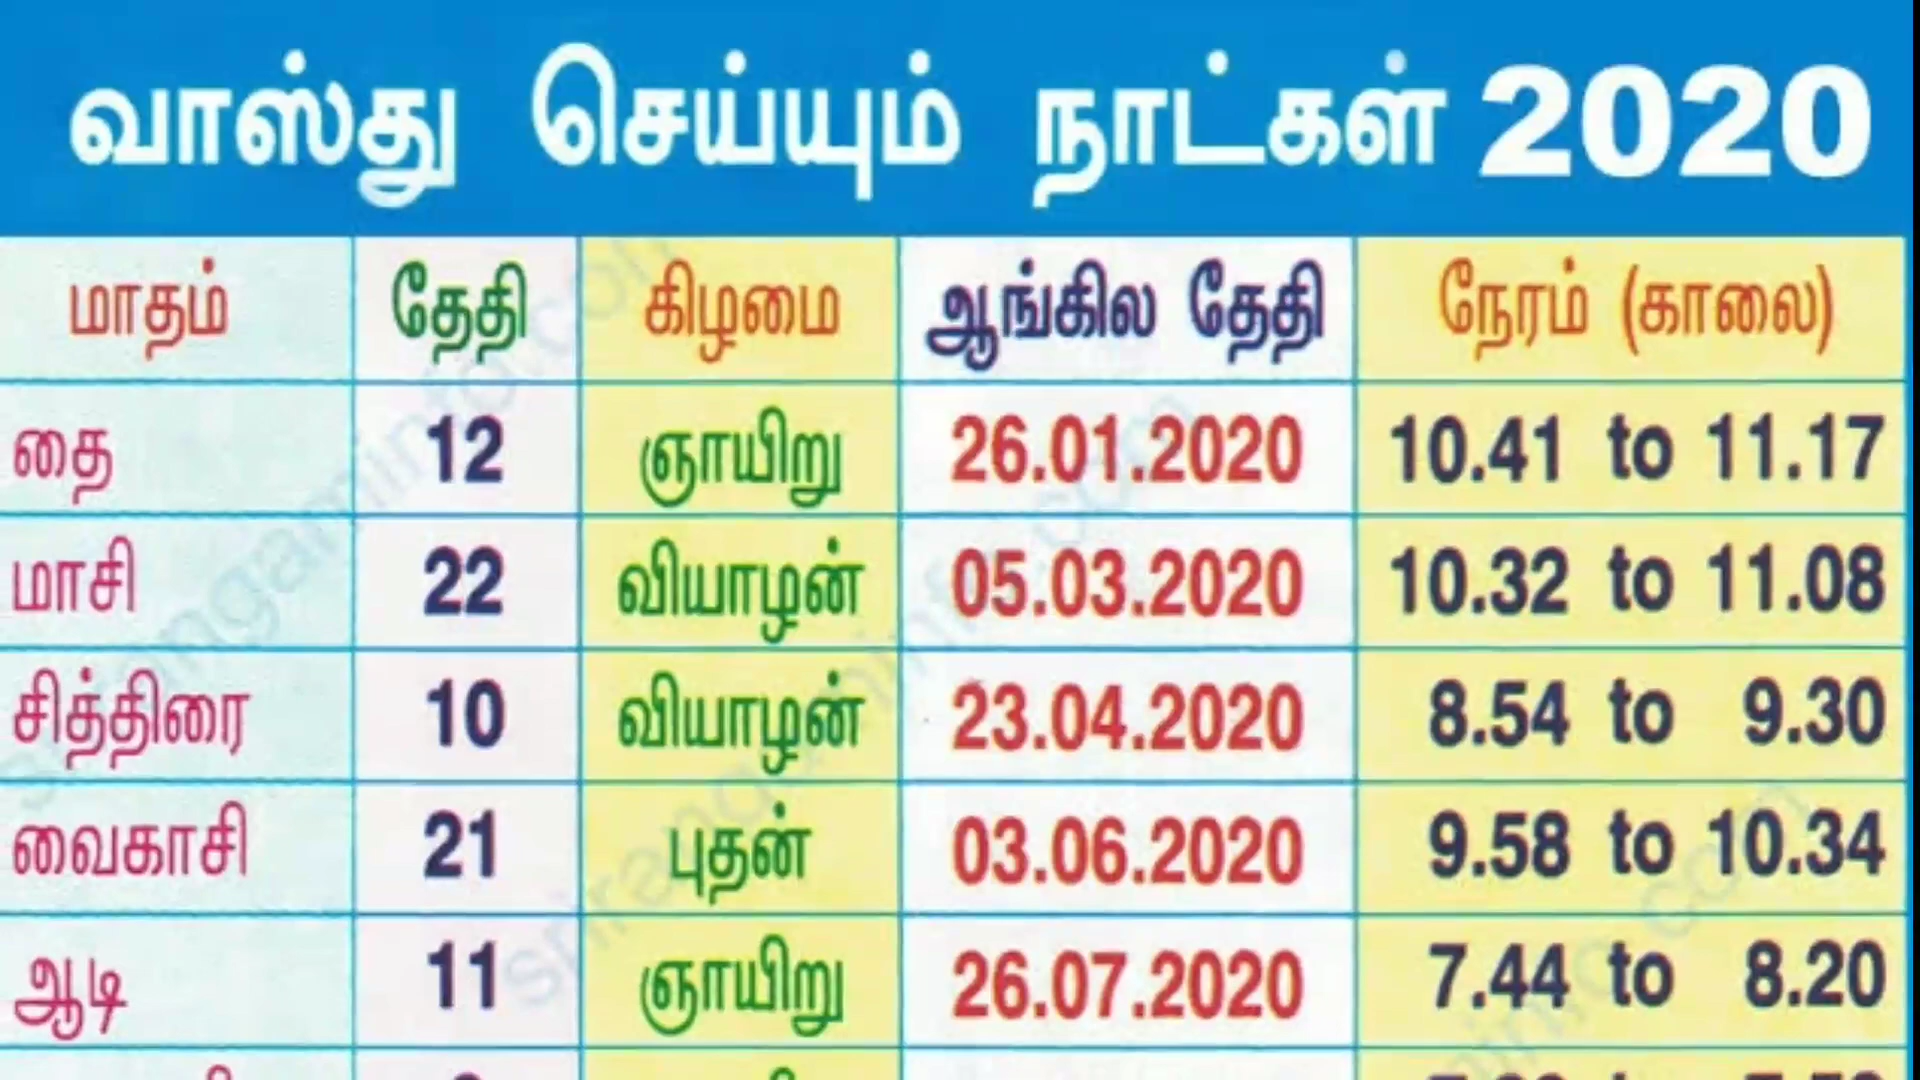 வாஸ்து செய்யும் நாட்கள் 2020
மாதம் தேதி கிழமை ஆங்கில தேதி நேரம் (காலை)
தை 12 ஞாயிறு 26.01.2020 10.41 to 11.17
மாசி 22 வியாழன் 05.03.2020 10.32 to 11.08
சித்திரை 10 வியாழன் 23.04.2020 8.54 to 9.30
வைகாசி 21 புதன் 03.06.2020 9.58 to 10.34
ஆடி 11 ஞாயிறு 26.07.2020 7.44 to 8.20